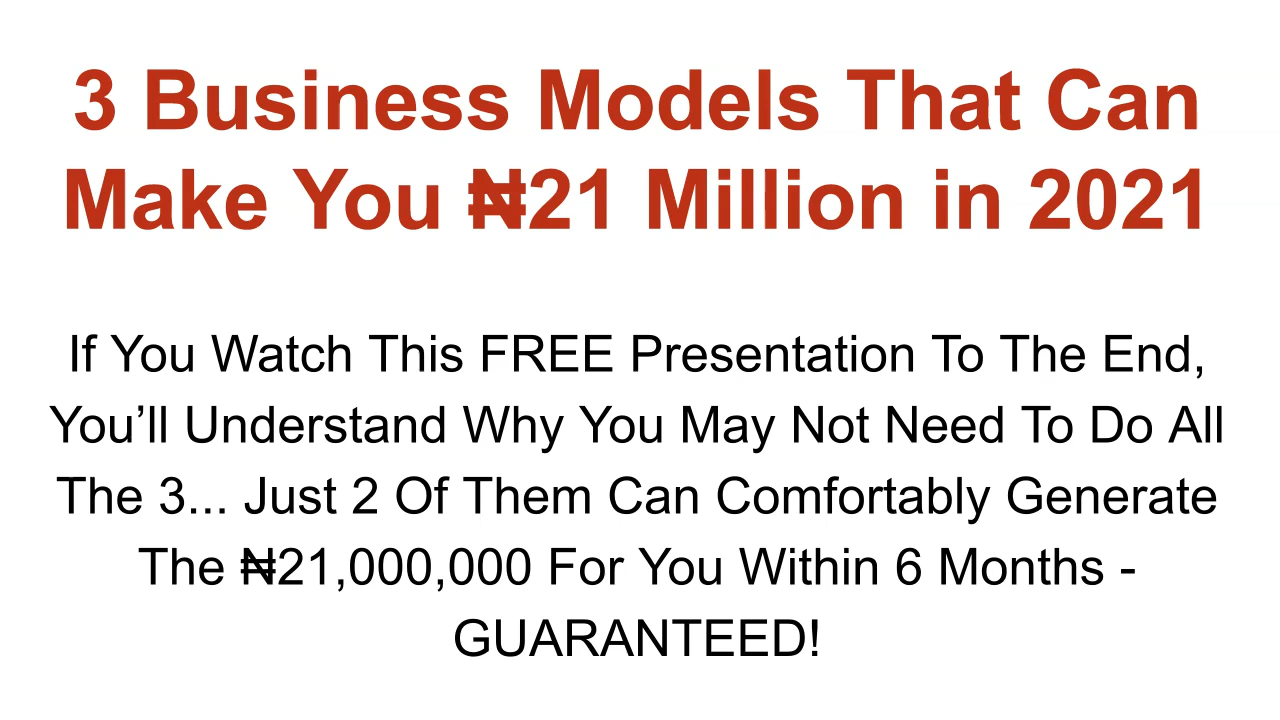 3 Business Models That Can
Make You ₦21 Million in 2021
If You Watch This FREE Presentation To The End,
You’ll Understand Why You May Not Need To Do All
The 3... Just 2 Of Them Can Comfortably Generate
The ₦21,000,000 For You Within 6 Months -
GUARANTEED!